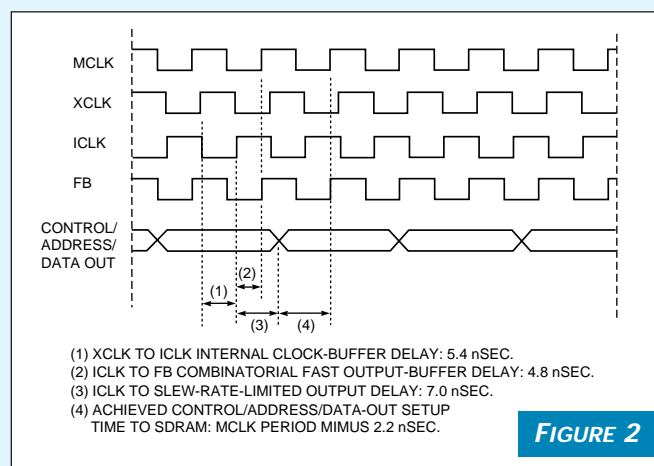 MCLK
XCLK
ICLK
FB
CONTROL/
ADDRESS/
DATA OUT
(2)
(1)
(3)
(4)
(1) XCLK TO ICLK INTERNAL CLOCK-BUFFER DELAY: 5.4 nSEC.
(2) ICLK TO FB COMBINATORIAL FAST OUTPUT-BUFFER DELAY: 4.8 nSEC.
(3) ICLK TO SLEW-RATE-LIMITED OUTPUT DELAY: 7.0 nSEC.
(4) ACHIEVED CONTROL/ADDRESS/DATA-OUT SETUP
TIME TO SDRAM: MCLK PERIOD MIMUS 2.2 nSEC.
FIGURE 2